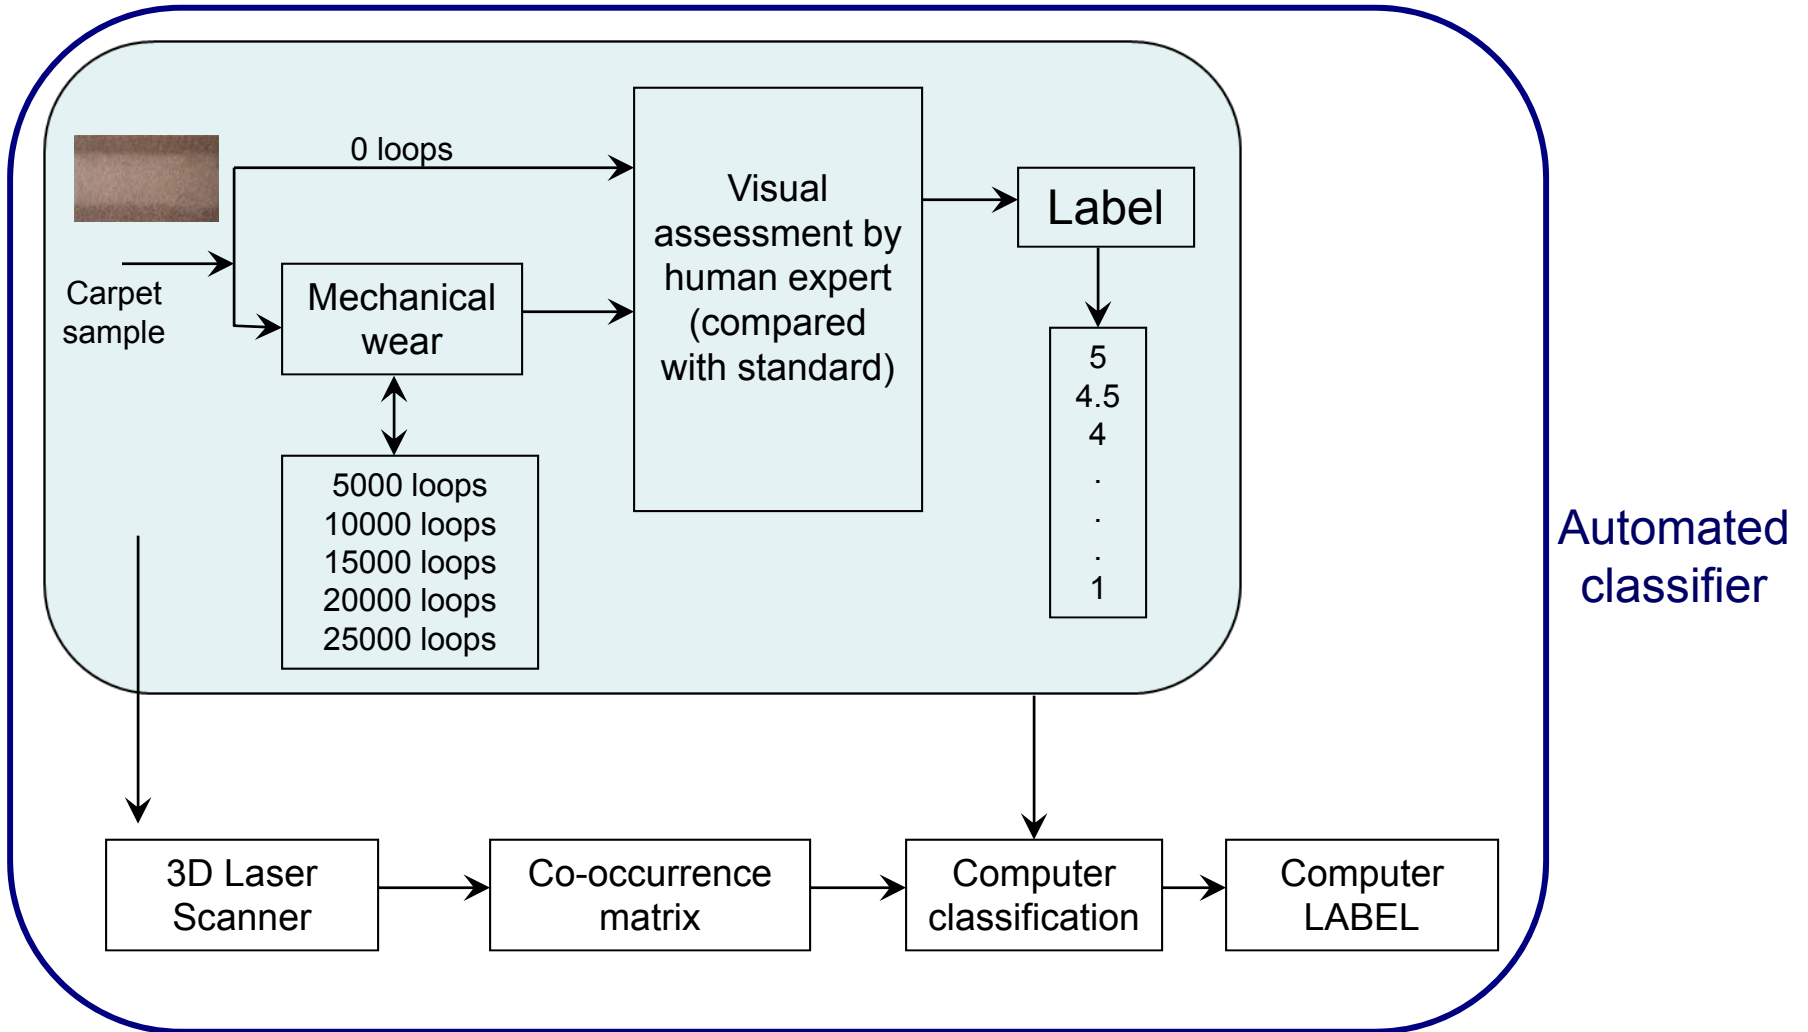 0 loops
Carpet
sample
Mechanical
wear
5000 loops
10000 loops
15000 loops
20000 loops
25000 loops
Visual
assessment by
human expert
(compared
with standard)
Label
5
4.5
4
.
.
.
1
Automated
classifier
3D Laser
Scanner
Co-occurrence
matrix
Computer
classification
Computer
LABEL